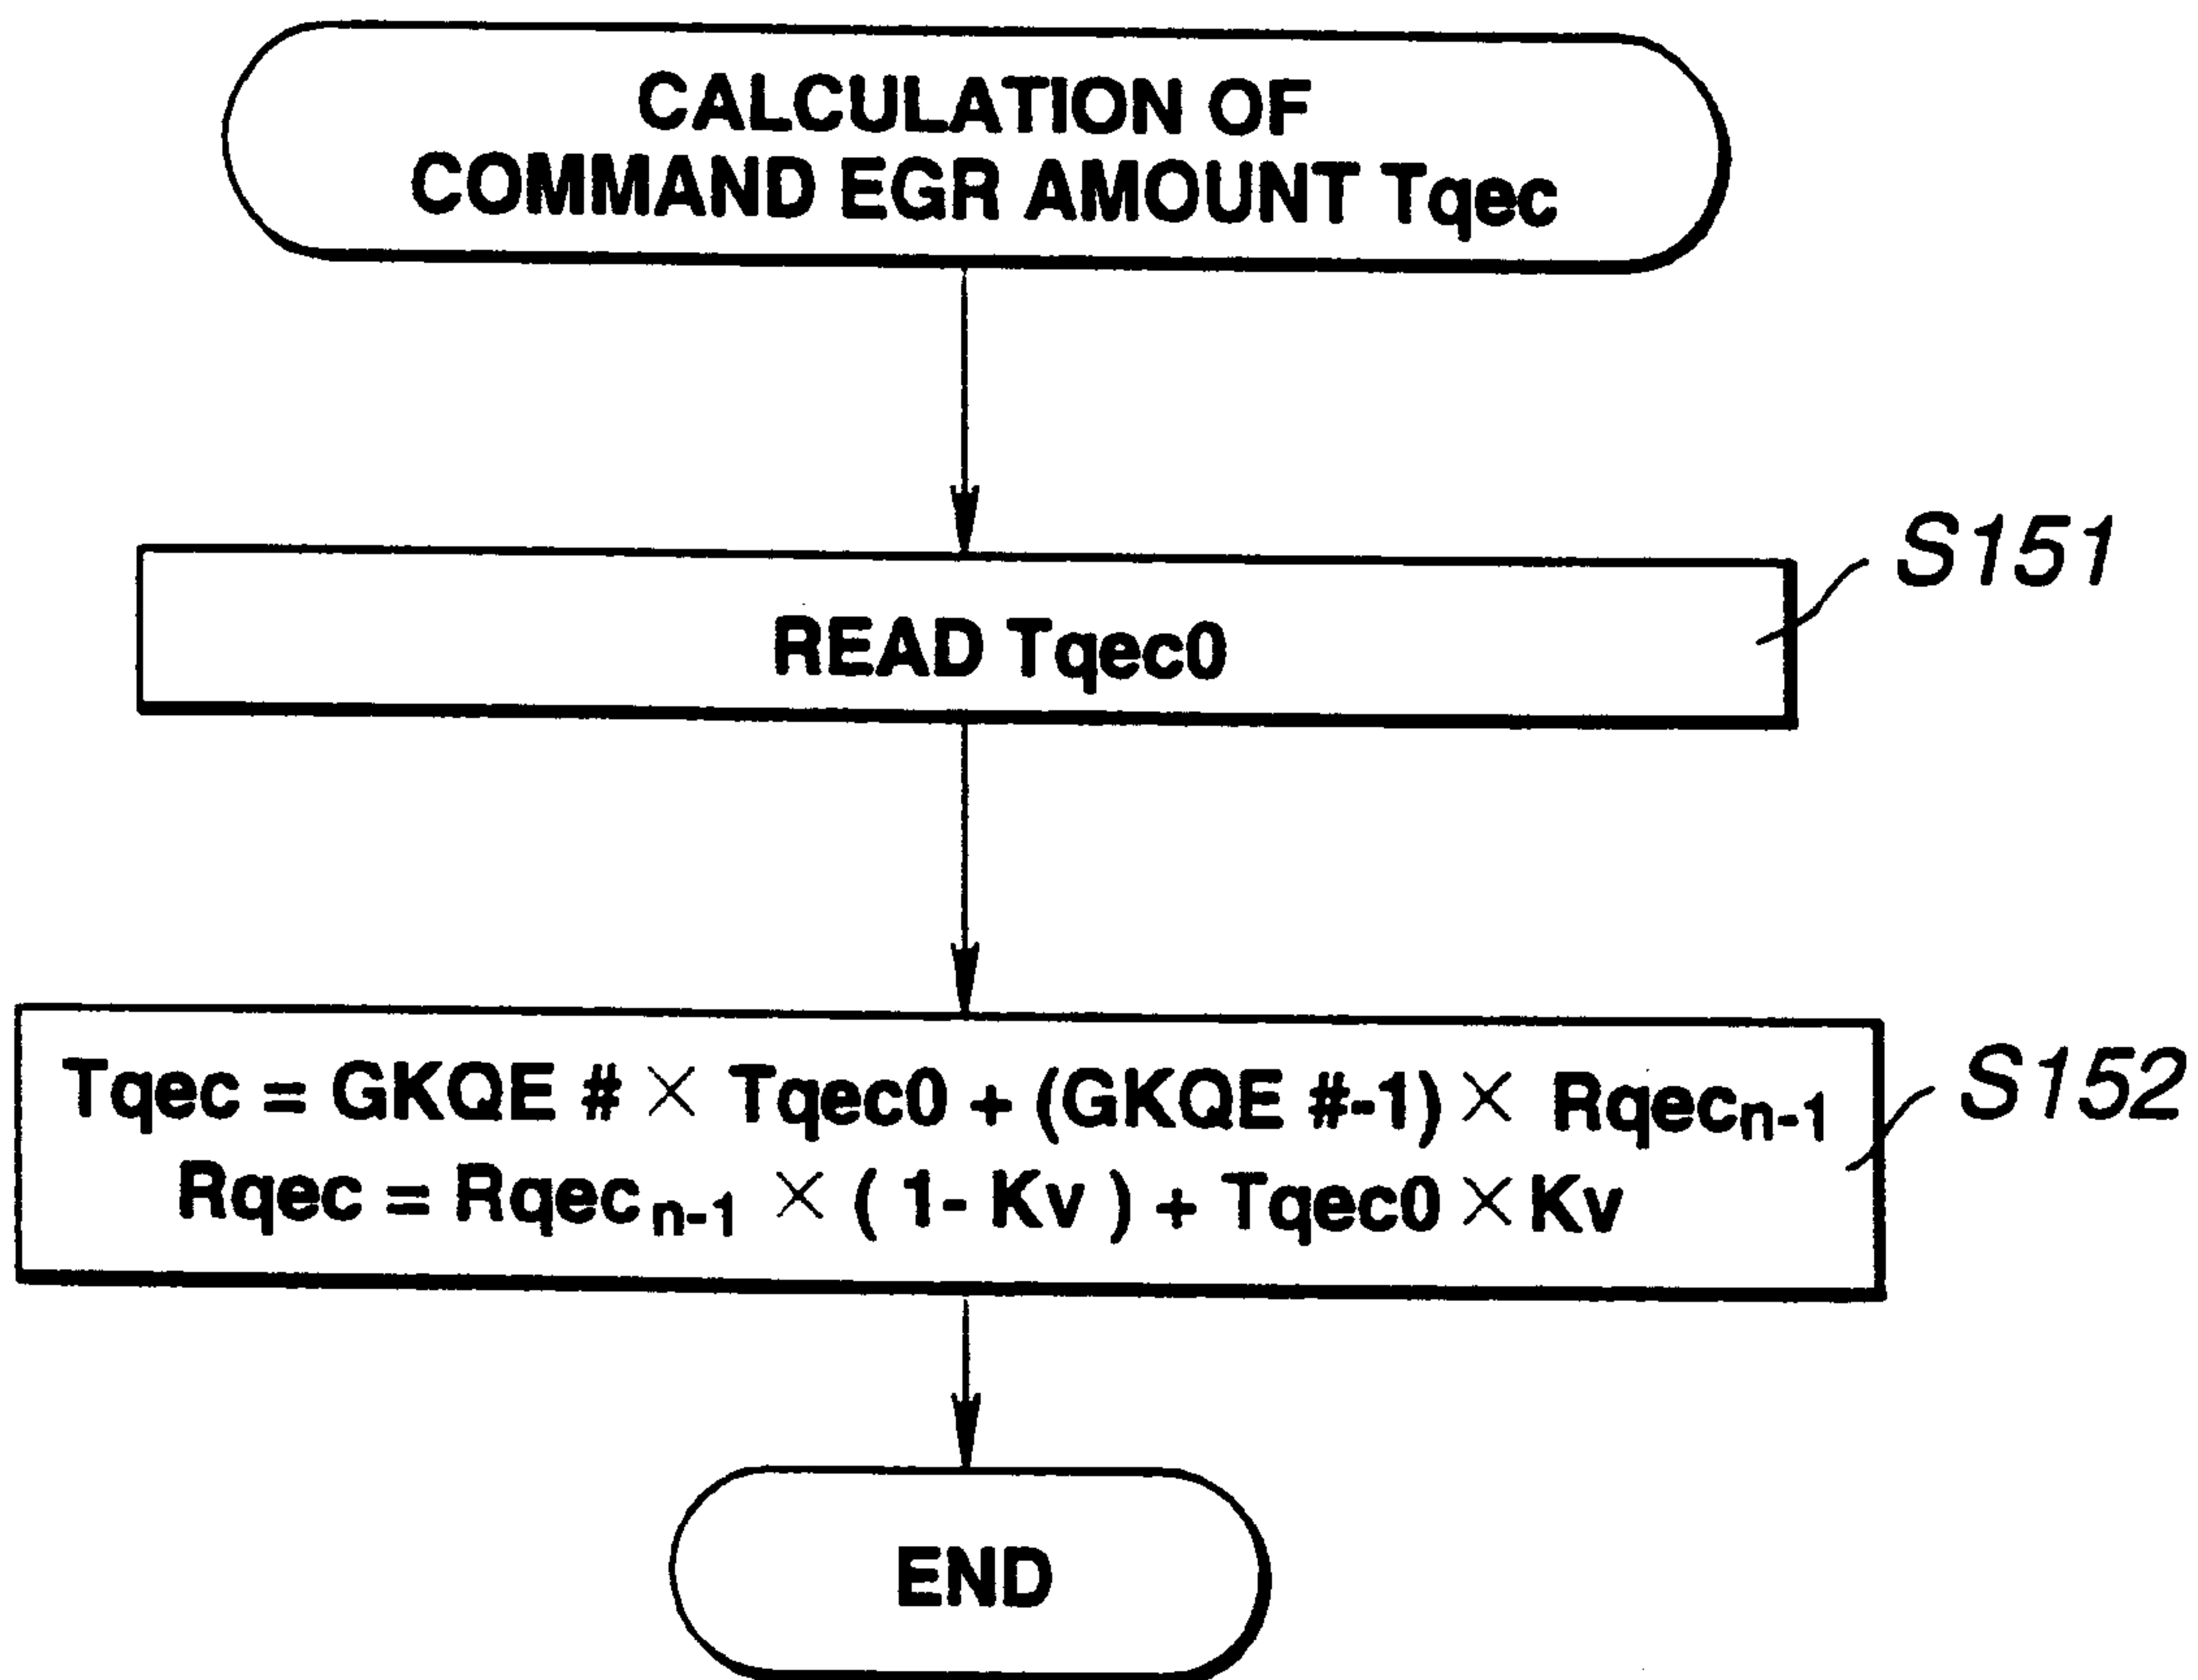 CALCULATION OF
COMMAND EGR AMOUNT Tqec
READ Tqec0
S151
Tqec = GKQE # × Tqec0 + (GKQE #-1) × Rqecn-1
Rqec = Rqecn-1 × ( 1- Kv ) + Tqec0 × Kv
S152
END